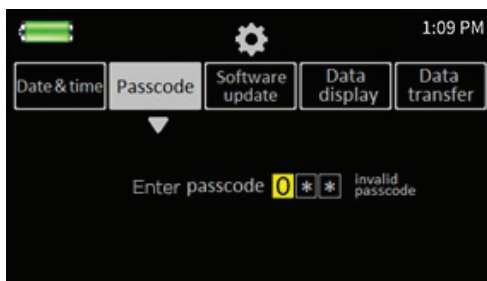 1:09 PM
Date & time
Passcode
Software
update
Data
display
Data
transfer
Enter passcode 0 * * invalid
passcode